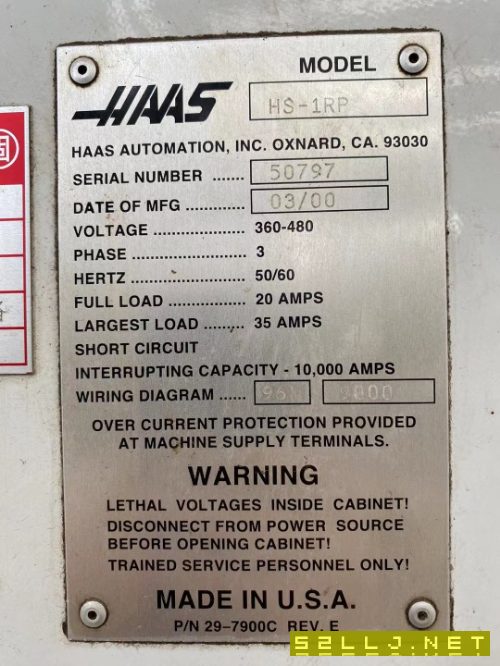 MODEL
HAAS HS-1RP
HAAS AUTOMATION, INC. OXNARD, CA. 93030
SERIAL NUMBER ....... 50797
DATE OF MFG ............. 03/00
VOLTAGE .................. 360-480
PHASE ...................... 3
HERTZ ...................... 50/60
FULL LOAD ................ 20 AMPS
LARGEST LOAD ......... 35 AMPS
SHORT CIRCUIT
INTERRUPTING CAPACITY - 10,000 AMPS
WIRING DIAGRAM ......
OVER CURRENT PROTECTION PROVIDED
AT MACHINE SUPPLY TERMINALS.
WARNING
LETHAL VOLTAGES INSIDE CABINET!
DISCONNECT FROM POWER SOURCE
BEFORE OPENING CABINET!
TRAINED SERVICE PERSONNEL ONLY!
MADE IN U.S.A.
P/N 29-7900C REV. E
52LLJ.NET